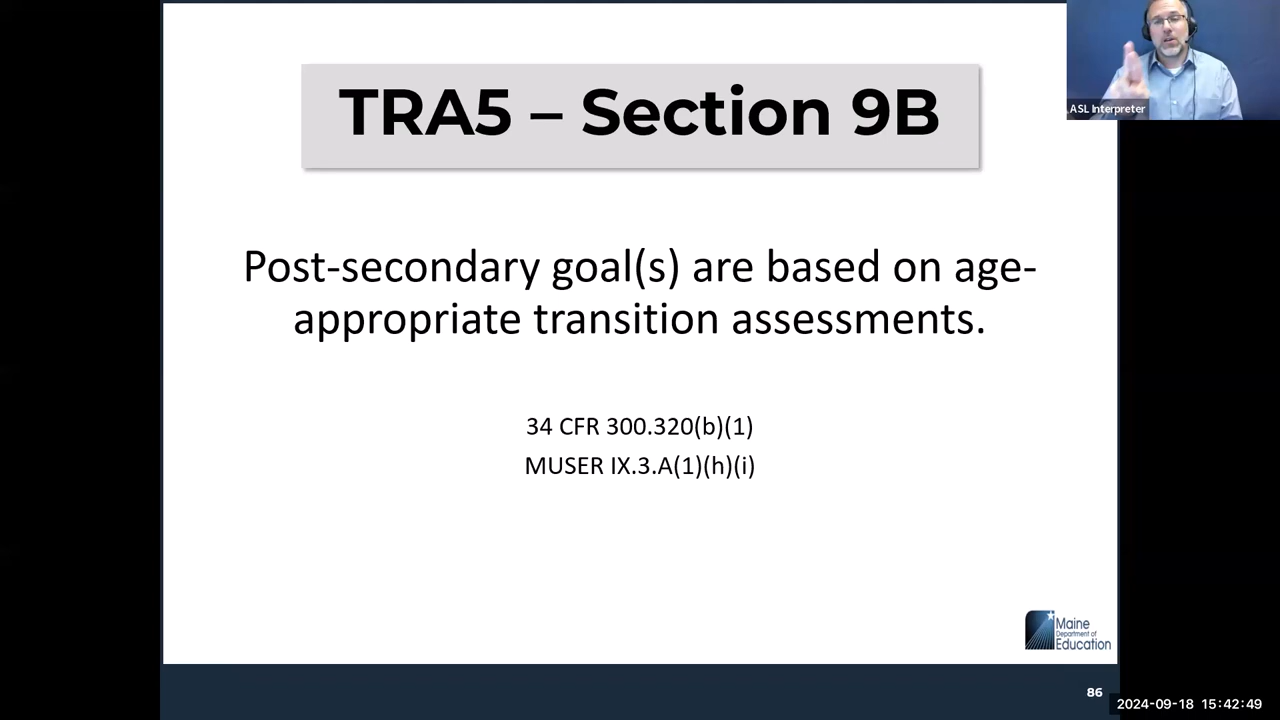 TRA5 – Section 9B
ASL Interpreter
Post-secondary goal(s) are based on age-
appropriate transition assessments.
34 CFR 300.320(b)(1)
MUSER IX.3.A(1)(h)(i)
Maine
Department of
Education
86
2024-09-18 15:42:49